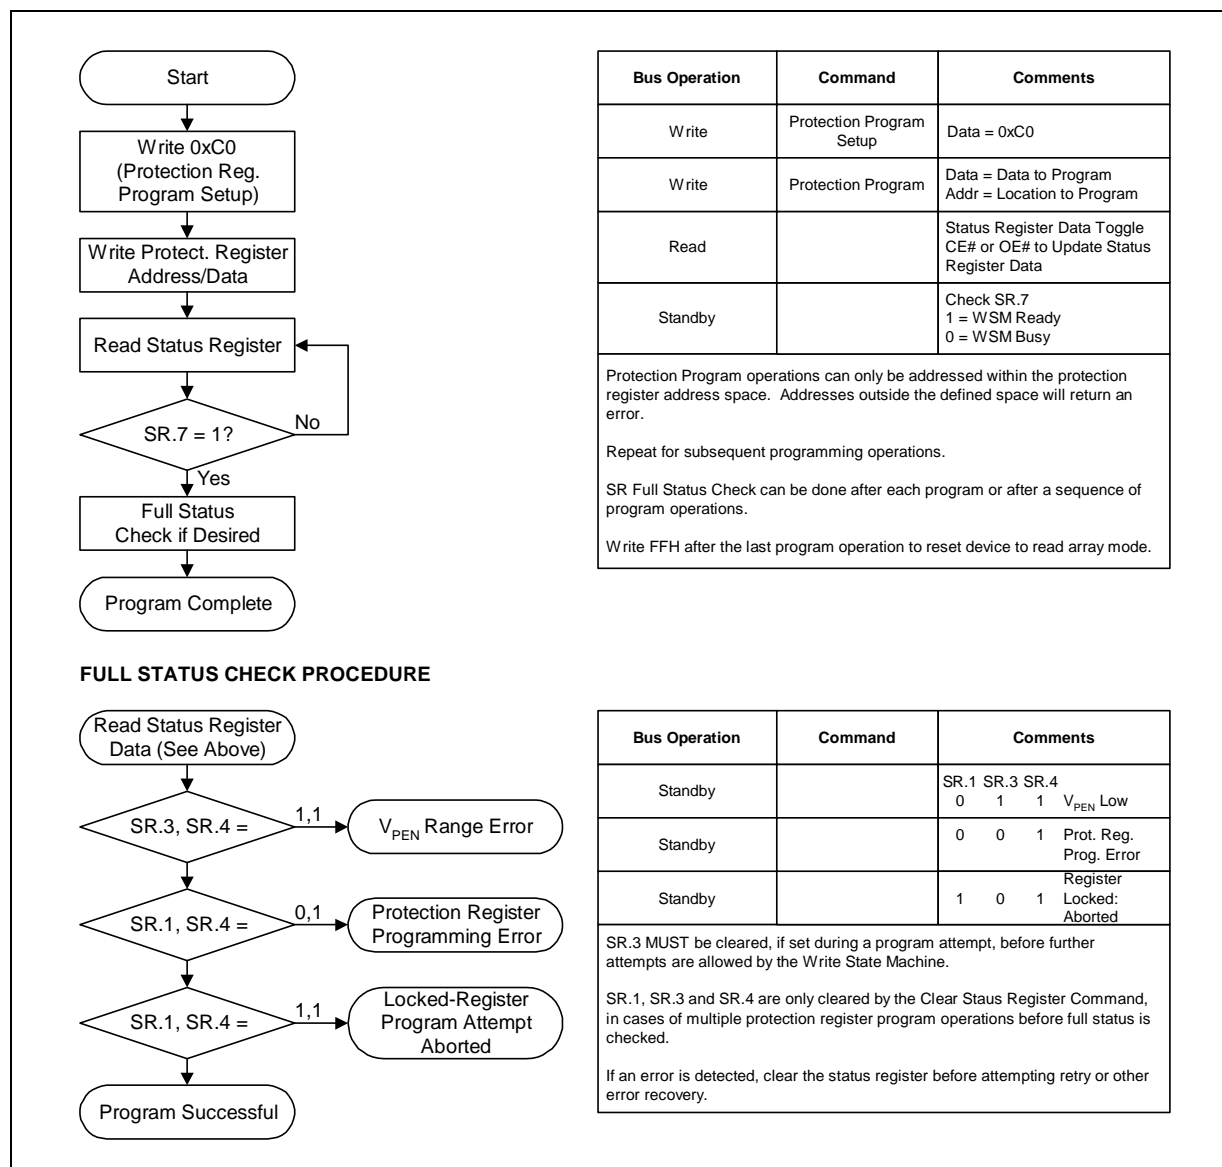 Start
Write 0xC0
(Protection Reg.
Program Setup)
Write Protect. Register
Address/Data
Read Status Register
SR.7 = 1?
No
Yes
Full Status
Check if Desired
Program Complete
Bus Operation Command Comments
Write Protection Program
Setup Data = 0xC0
Write Protection Program Data = Data to Program
Addr = Location to Program
Read Status Register Data Toggle
CE# or OE# to Update Status
Register Data
Standby Check SR.7
1 = WSM Ready
0 = WSM Busy
Protection Program operations can only be addressed within the protection
register address space. Addresses outside the defined space will return an
error.
Repeat for subsequent programming operations.
SR Full Status Check can be done after each program or after a sequence of
program operations.
Write FFH after the last program operation to reset device to read array mode.
FULL STATUS CHECK PROCEDURE
Read Status Register
Data (See Above)
SR.3, SR.4 =
1,1
VPEN Range Error
SR.1, SR.4 =
0,1
Protection Register
Programming Error
SR.1, SR.4 =
1,1
Locked-Register
Program Attempt
Aborted
Program Successful
Bus Operation Command Comments
Standby SR.1 SR.3 SR.4
0 1 1 VPEN Low
Standby 0 0 1 Prot. Reg.
Prog. Error
Standby 1 0 1 Register
Locked:
Aborted
SR.3 MUST be cleared, if set during a program attempt, before further
attempts are allowed by the Write State Machine.
SR.1, SR.3 and SR.4 are only cleared by the Clear Staus Register Command,
in cases of multiple protection register program operations before full status is
checked.
If an error is detected, clear the status register before attempting retry or other
error recovery.